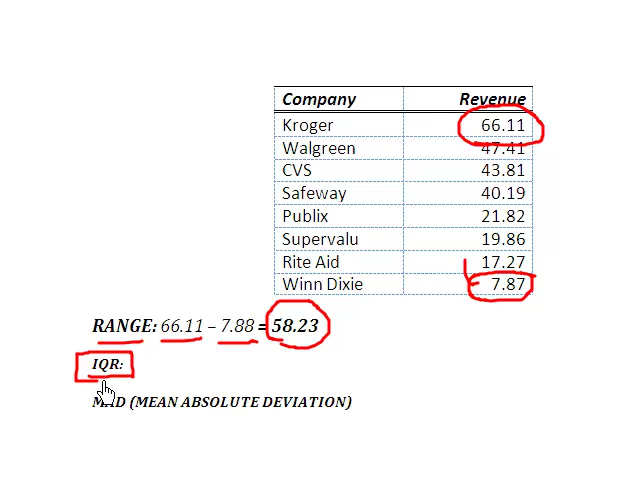 Company Revenue
Kroger 66.11
Walgreen 47.41
CVS 43.81
Safeway 40.19
Publix 21.82
Supervalu 19.86
Rite Aid 17.27
Winn Dixie 7.87
RANGE: 66.11 – 7.88 = 58.23
IQR:
MAD (MEAN ABSOLUTE DEVIATION)